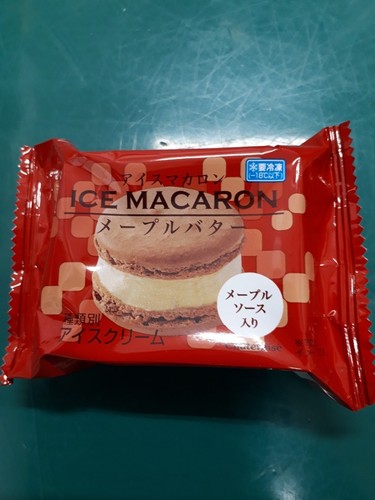 アイスマカロン
ICE MACARON
メープルバター
要冷凍
(-18℃以下)
メープル
ソース
入り
種類別
アイスクリーム